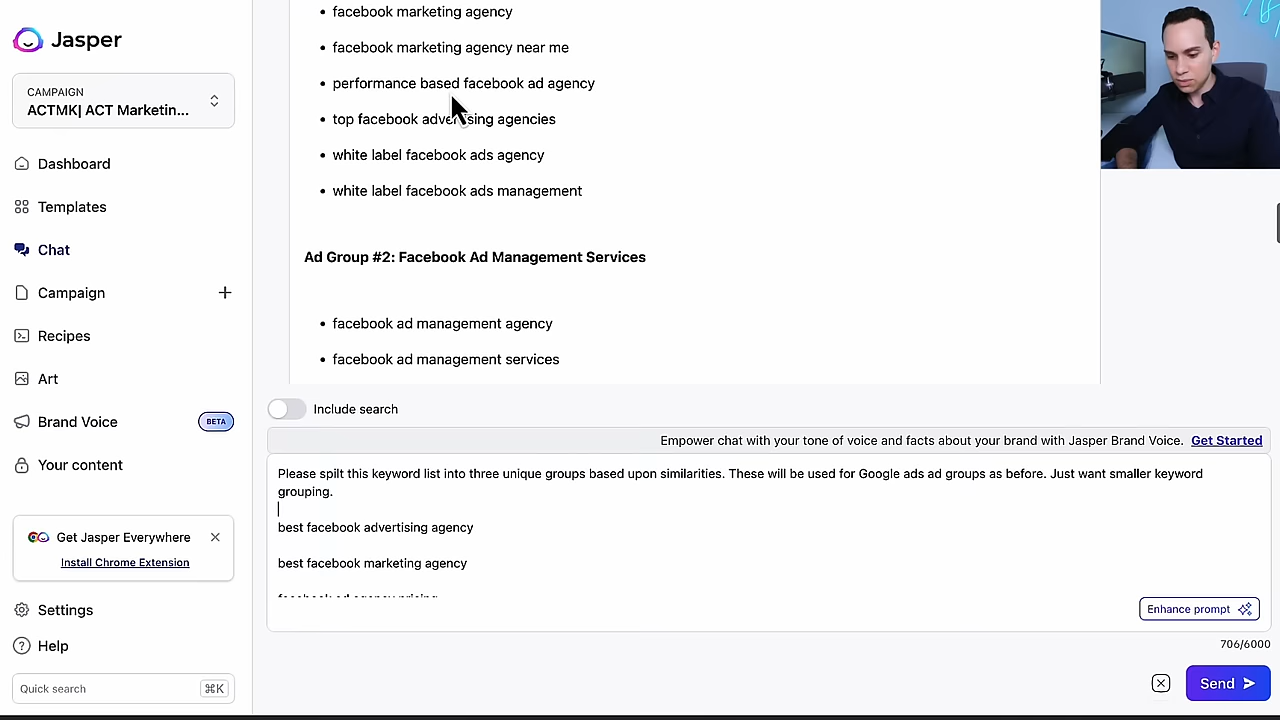 Jasper
CAMPAIGN
ACTMK| ACT Marketin...
Dashboard
Templates
Chat
Campaign
Recipes
Art
Brand Voice
BETA
Your content
Get Jasper Everywhere
Install Chrome Extension
Settings
Help
Quick search
⌘K
facebook marketing agency
facebook marketing agency near me
performance based facebook ad agency
top facebook advertising agencies
white label facebook ads agency
white label facebook ads management
Ad Group #2: Facebook Ad Management Services
facebook ad management agency
facebook ad management services
Include search
Empower chat with your tone of voice and facts about your brand with Jasper Brand Voice. Get Started
Please spilt this keyword list into three unique groups based upon similarities. These will be used for Google ads ad groups as before. Just want smaller keyword
grouping.
best facebook advertising agency
best facebook marketing agency
facebook ad agency pricing
Enhance prompt
706/6000
Send